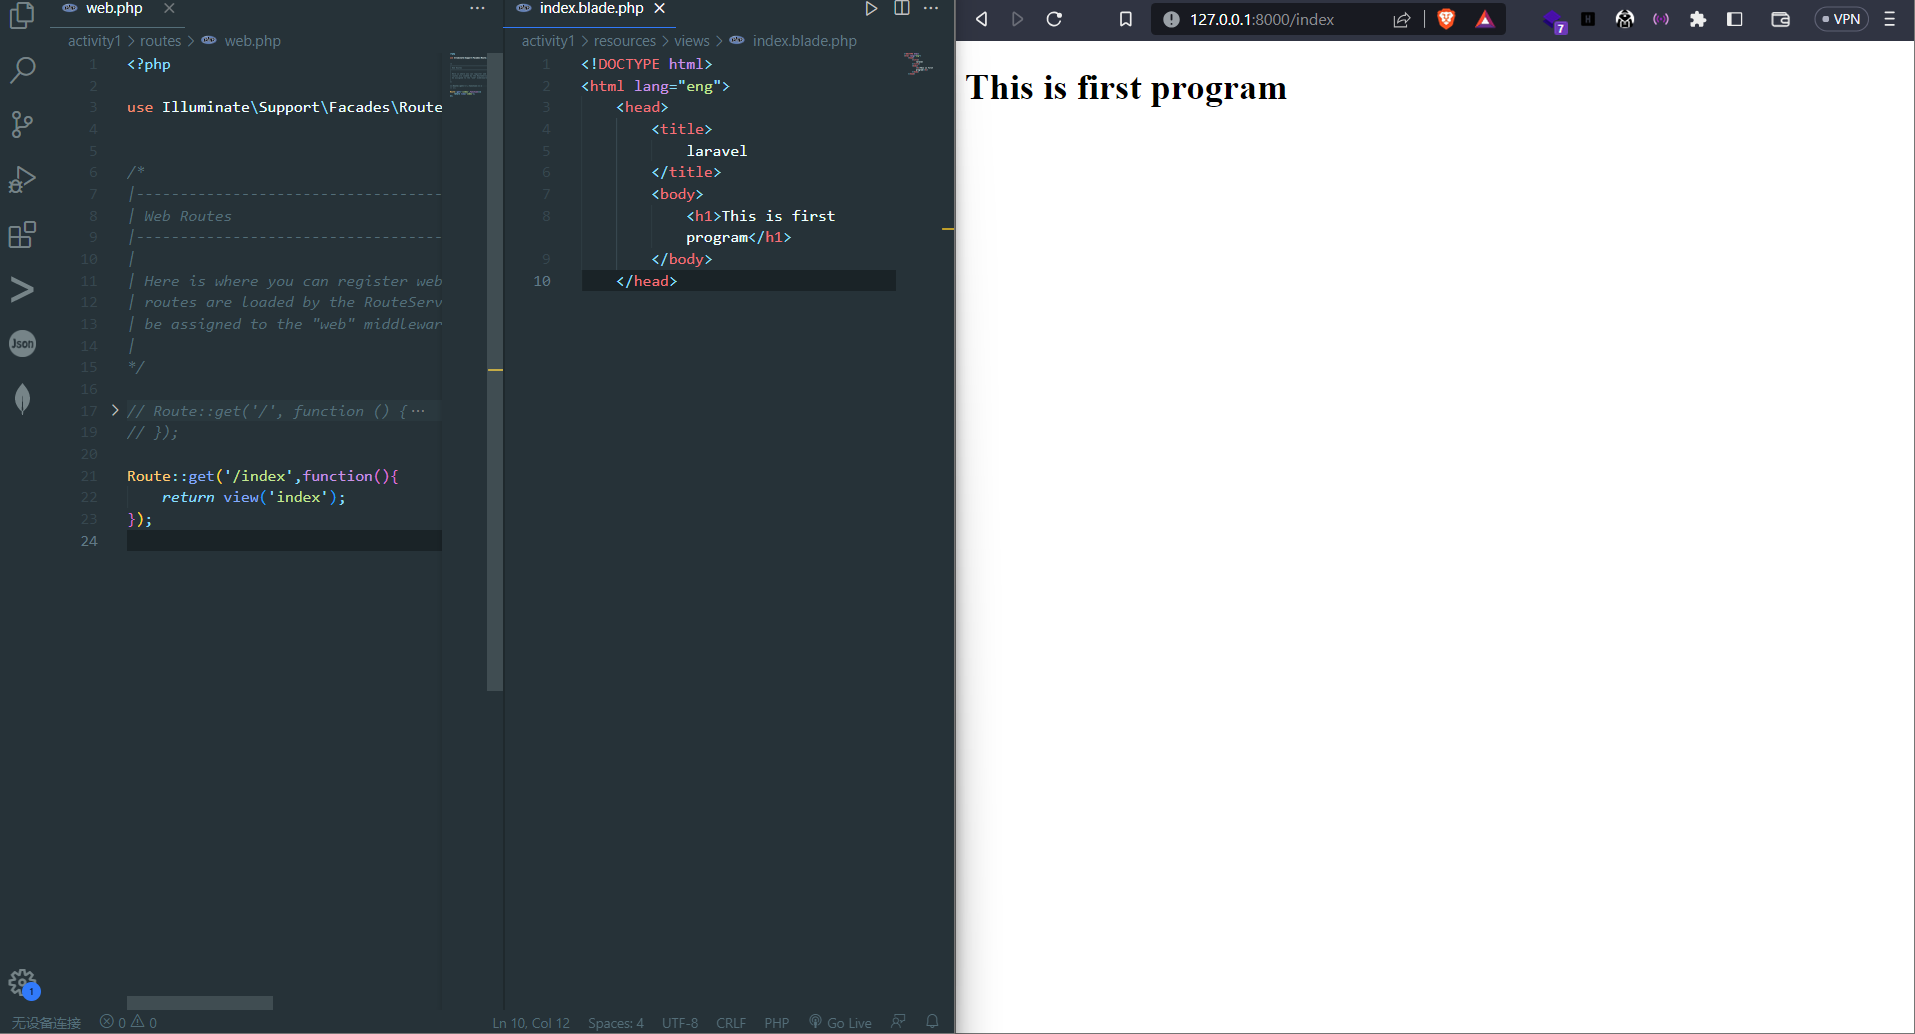 web.php
activity1 > routes > web.php
1 <?php
2
3 use Illuminate\Support\Facades\Route
4
5
6 /*
7 |-----------------------------------
8 | Web Routes
9 |-----------------------------------
10 |
11 | Here is where you can register web
12 | routes are loaded by the RouteServ
13 | be assigned to the "web" middlewar
14 |
15 */
16
17 // Route::get('/', function () {···
19 // });
20
21 Route::get('/index',function(){
22     return view('index');
23 });
24
index.blade.php
activity1 > resources > views > index.blade.php
1 <!DOCTYPE html>
2 <html lang="eng">
3     <head>
4         <title>
5             laravel
6         </title>
7         <body>
8             <h1>This is first
program</h1>
9         </body>
10     </head>
Json
1
无设备连接 0 0 Ln 10, Col 12 Spaces: 4 UTF-8 CRLF PHP Go Live
127.0.0.1:8000/index 7 H VPN
This is first program